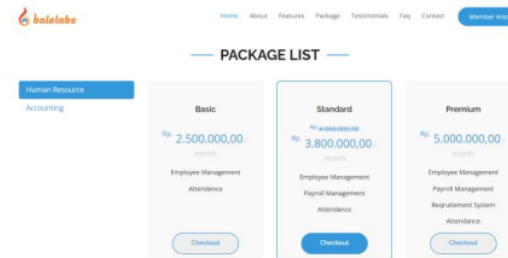 balelabs
Home About Features Package Testimonials Faq Contact Member Area
PACKAGE LIST
Human Resource
Accounting
Basic
Rp. 2.500.000,00 /
month
Employee Management
Attendance
Checkout
Standard
Rp. 4.000.000,00
Rp. 3.800.000,00 /
month
Employee Management
Payroll Management
Attendance
Checkout
Premium
Rp. 5.000.000,00 /
month
Employee Management
Payroll Management
Reqruitement System
Attendance
Checkout